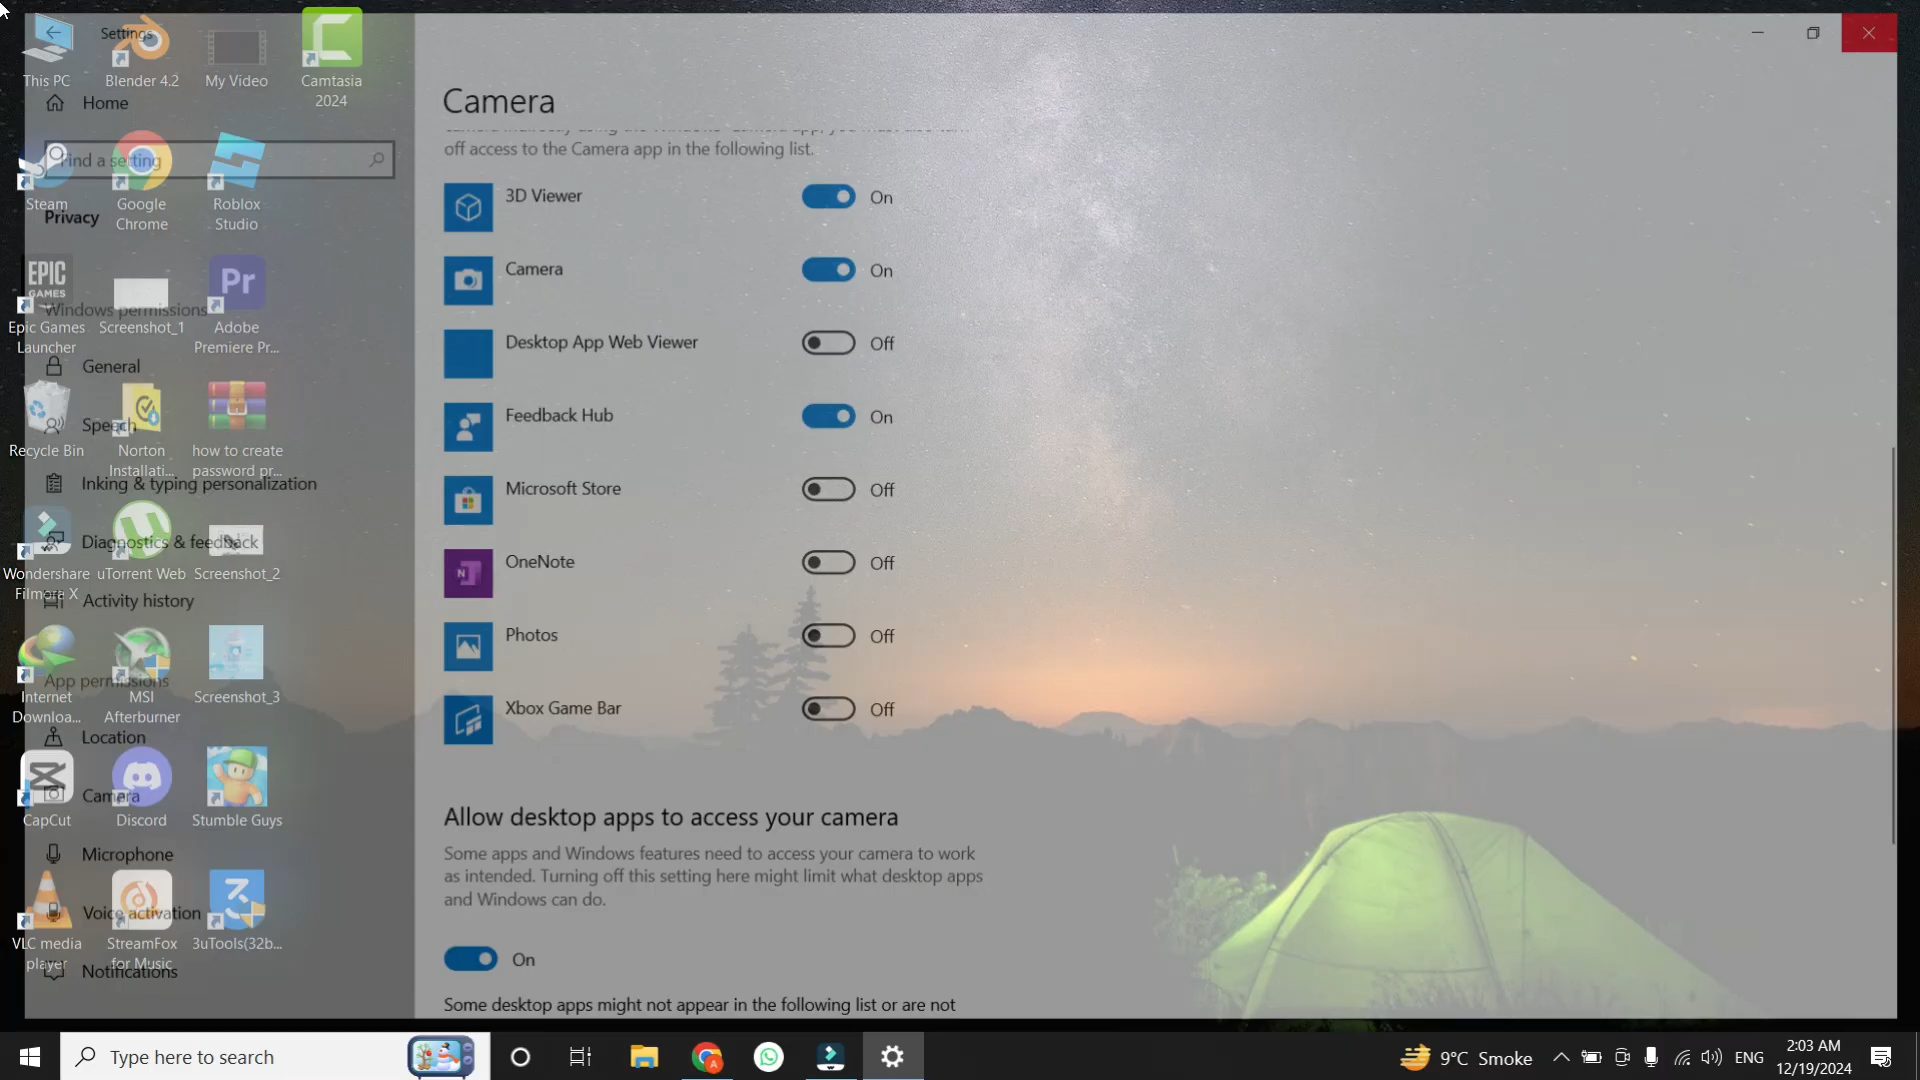 Settings
This PC
Blender 4.2
My Video
Camtasia
2024
Home
Find a setting
Steam
Google
Chrome
Roblox
Studio
Privacy
EPIC
GAMES
Pr
Windows permissions
Epic Games
Launcher
Screenshot_1
Adobe
Premiere Pr...
General
Speech
Recycle Bin
Norton
Installati...
how to create
password pr...
Inking & typing personalization
Diagnostics & feedback
Wondershare
Filmora X
uTorrent Web
Screenshot_2
Activity history
App permissions
Internet
Downloa...
MSI
Afterburner
Screenshot_3
Location
Camera
CapCut
Discord
Stumble Guys
Microphone
Voice activation
VLC media
player
StreamFox
for Music
3uTools(32b...
Notifications
Camera
off access to the Camera app in the following list.
3D Viewer On
Camera On
Desktop App Web Viewer Off
Feedback Hub On
Microsoft Store Off
N
OneNote Off
Photos Off
Xbox Game Bar Off
Allow desktop apps to access your camera
Some apps and Windows features need to access your camera to work
as intended. Turning off this setting here might limit what desktop apps
and Windows can do.
On
Some desktop apps might not appear in the following list or are not
Type here to search
A
9°C Smoke
ENG
2:03 AM
12/19/2024